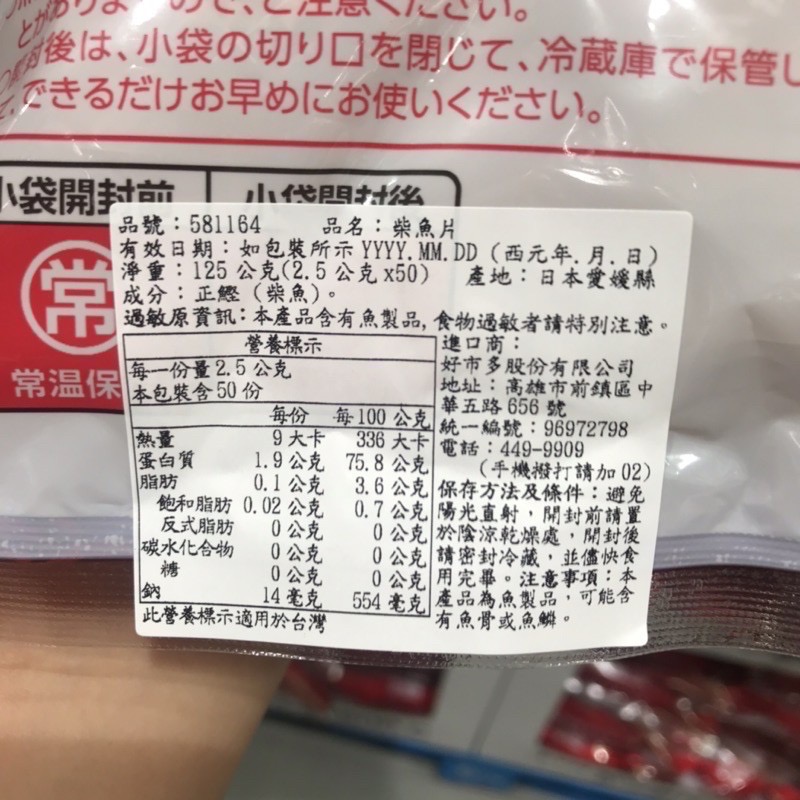 とがありますので、ご注意ください。
開封後は、小袋の切り口を閉じて、冷蔵庫で保管し
て、できるだけお早めにお使いください。
小袋開封前
小袋開封後
常
常温保
品號：581164 品名：柴魚片
有效日期：如包裝所示 YYYY.MM.DD (西元年.月.日)
淨重：125 公克(2.5 公克 x50) 產地：日本愛媛縣
成分：正鰹（柴魚）。
過敏原資訊：本產品含有魚製品，食物過敏者請特別注意。
營養標示
每一份量 2.5 公克
本包裝含 50 份
每份 每 100 公克
熱量 9 大卡 336 大卡
蛋白質 1.9 公克 75.8 公克
脂肪 0.1 公克 3.6 公克
飽和脂肪 0.02 公克 0.7 公克
反式脂肪 0 公克 0 公克
碳水化合物 0 公克 0 公克
糖 0 公克 0 公克
鈉 14 毫克 554 毫克
此營養標示適用於台灣
進口商：
好市多股份有限公司
地址：高雄市前鎮區中
華五路 656 號
統一編號：96972798
電話：449-9909
(手機撥打請加 02)
保存方法及條件：避免
陽光直射，開封前請置
於陰涼乾燥處，開封後
請密封冷藏，並儘快食
用完畢。注意事項：本
產品為魚製品，可能含
有魚骨或魚鱗。